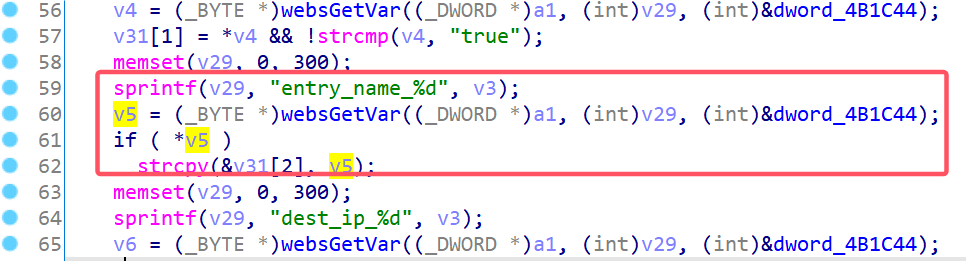 56 v4 = (_BYTE *)websGetVar((_DWORD *)a1, (int)v29, (int)&dword_4B1C44);
57 v31[1] = *v4 && !strcmp(v4, "true");
58 memset(v29, 0, 300);
59 sprintf(v29, "entry_name_%d", v3);
60 v5 = (_BYTE *)websGetVar((_DWORD *)a1, (int)v29, (int)&dword_4B1C44);
61 if ( *v5 )
62 strcpy(&v31[2], v5);
63 memset(v29, 0, 300);
64 sprintf(v29, "dest_ip_%d", v3);
65 v6 = (_BYTE *)websGetVar((_DWORD *)a1, (int)v29, (int)&dword_4B1C44);